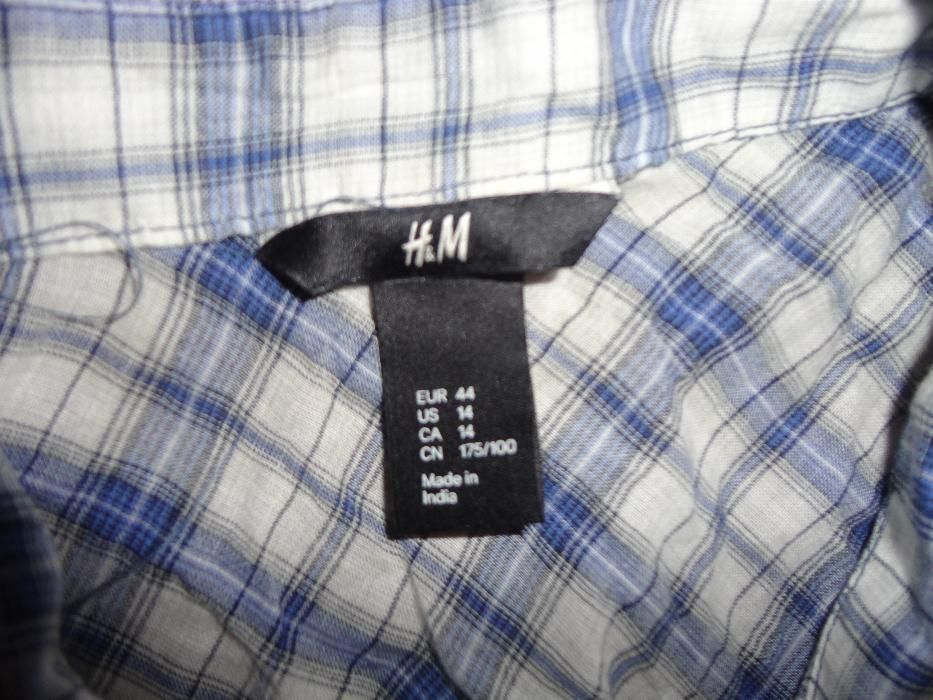 H&M
EUR 44
US 14
CA 14
CN 175/100
Made in
India